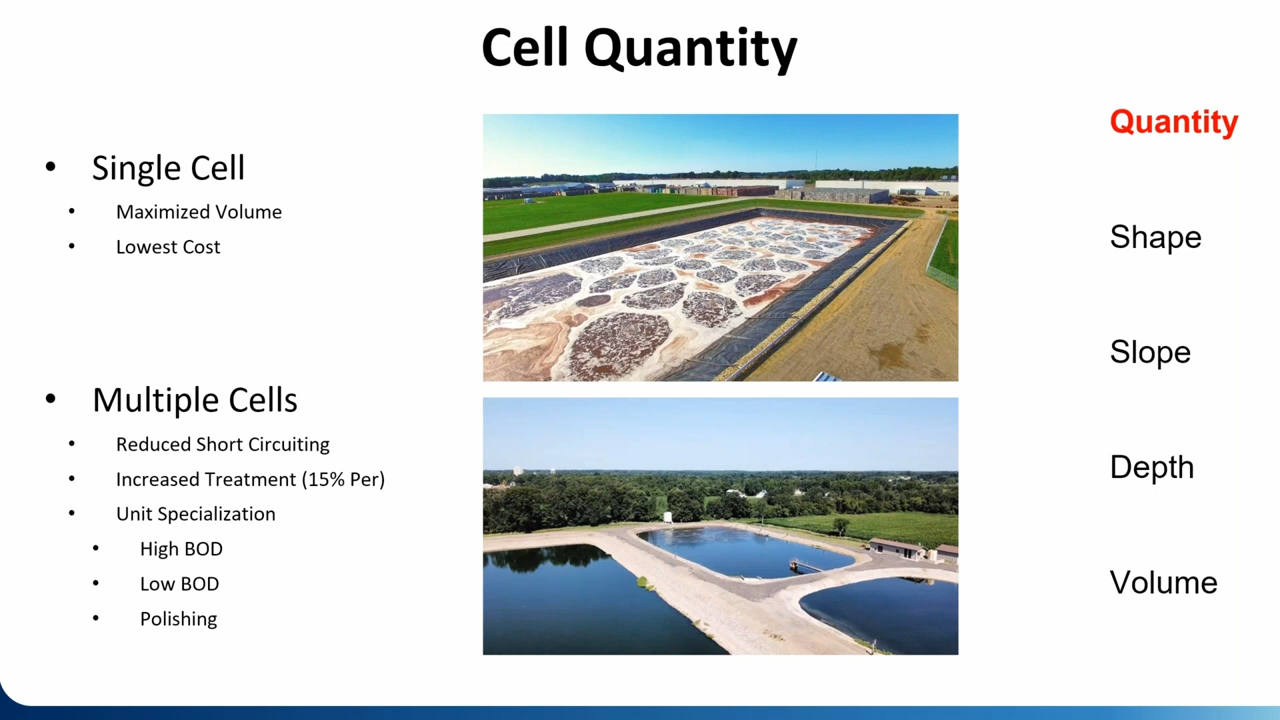 Cell Quantity
Single Cell
Maximized Volume
Lowest Cost
Multiple Cells
Reduced Short Circuiting
Increased Treatment (15% Per)
Unit Specialization
High BOD
Low BOD
Polishing
Quantity
Shape
Slope
Depth
Volume